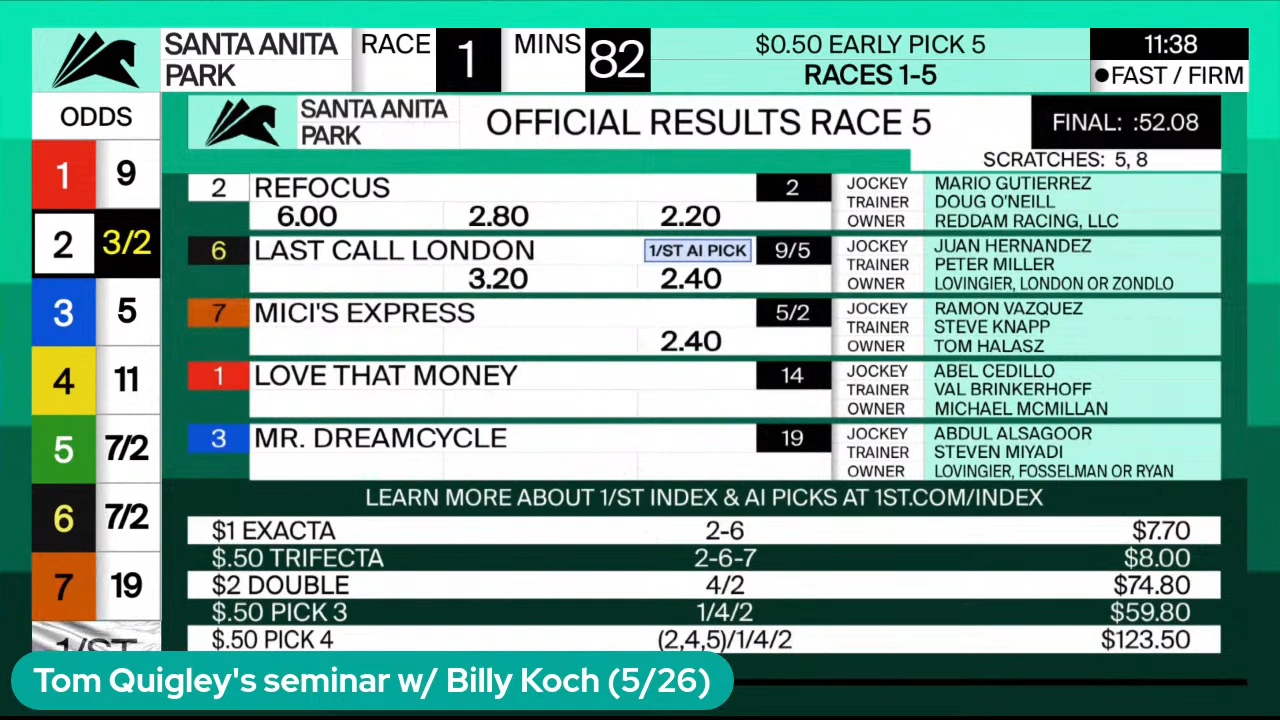 SANTA ANITA PARK
RACE 1
MINS 82
$0.50 EARLY PICK 5
RACES 1-5
11:38
●FAST / FIRM
ODDS
1 9
2 3/2
3 5
4 11
5 7/2
6 7/2
7 19
SANTA ANITA PARK
OFFICIAL RESULTS RACE 5
FINAL: :52.08
SCRATCHES: 5, 8
2 REFOCUS 2
6.00 2.80 2.20
JOCKEY MARIO GUTIERREZ
TRAINER DOUG O'NEILL
OWNER REDDAM RACING, LLC
6 LAST CALL LONDON 1/ST AI PICK 9/5
3.20 2.40
JOCKEY JUAN HERNANDEZ
TRAINER PETER MILLER
OWNER LOVINGIER, LONDON OR ZONDLO
7 MICI'S EXPRESS 5/2
2.40
JOCKEY RAMON VAZQUEZ
TRAINER STEVE KNAPP
OWNER TOM HALASZ
1 LOVE THAT MONEY 14
JOCKEY ABEL CEDILLO
TRAINER VAL BRINKERHOFF
OWNER MICHAEL MCMILLAN
3 MR. DREAMCYCLE 19
JOCKEY ABDUL ALSAGOOR
TRAINER STEVEN MIYADI
OWNER LOVINGIER, FOSSELMAN OR RYAN
LEARN MORE ABOUT 1/ST INDEX & AI PICKS AT 1ST.COM/INDEX
$1 EXACTA 2-6 $7.70
$.50 TRIFECTA 2-6-7 $8.00
$2 DOUBLE 4/2 $74.80
$.50 PICK 3 1/4/2 $59.80
$.50 PICK 4 (2,4,5)/1/4/2 $123.50
1/ST
Tom Quigley's seminar w/ Billy Koch (5/26)